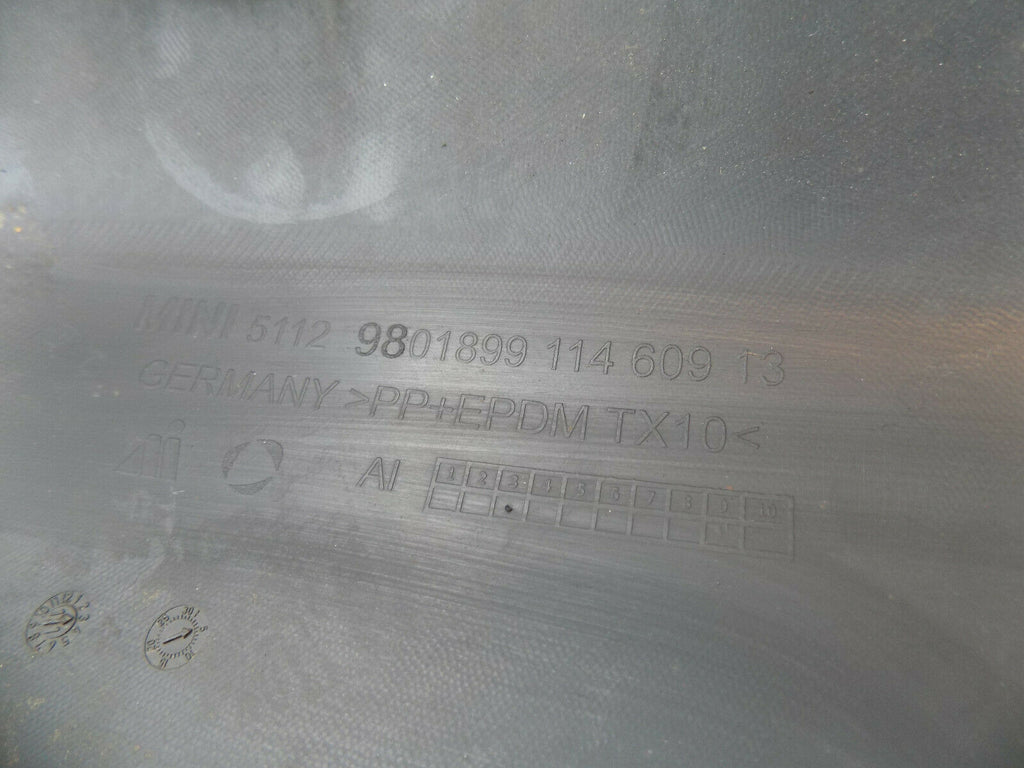 MINI 5112 9801899 114 609 13
GERMANY >PP+EPDM TX10<
AI
1 2 3 4 5 6 7 8 9 10